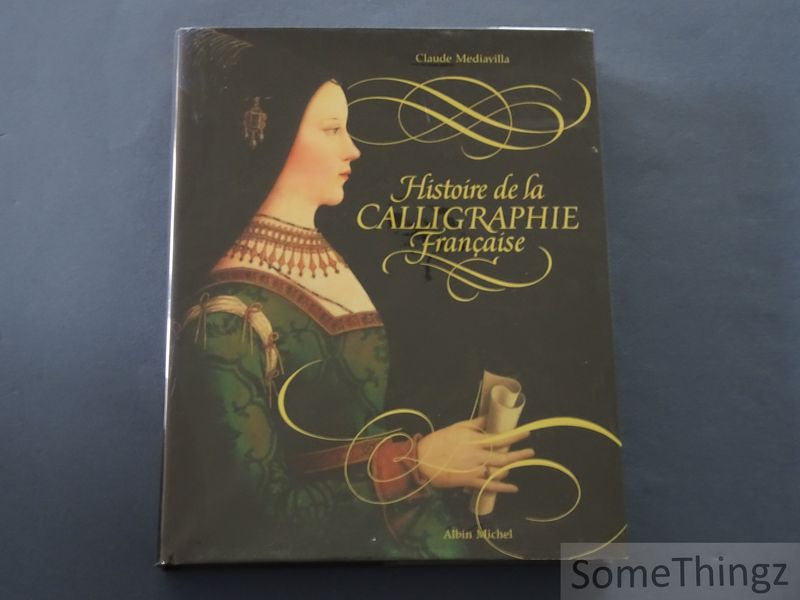 Claude Mediavilla
Histoire de la
CALLIGRAPHIE
Française
Albin Michel
SomeThingz